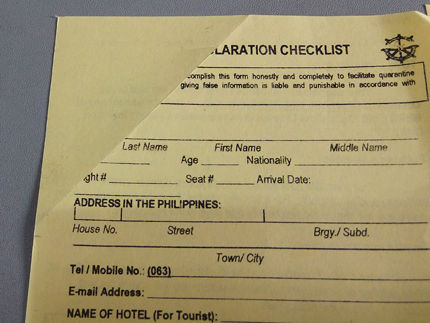 LARATION CHECKLIST
complish this form honestly and completely to facilitate quarantine
giving false information is liable and punishable in accordance with
Last Name First Name Middle Name
Age Nationality
ght # Seat # Arrival Date:
ADDRESS IN THE PHILIPPINES:
House No. Street Brgy./ Subd.
Town/ City
Tel / Mobile No.: (063)
E-mail Address:
NAME OF HOTEL (For Tourist):